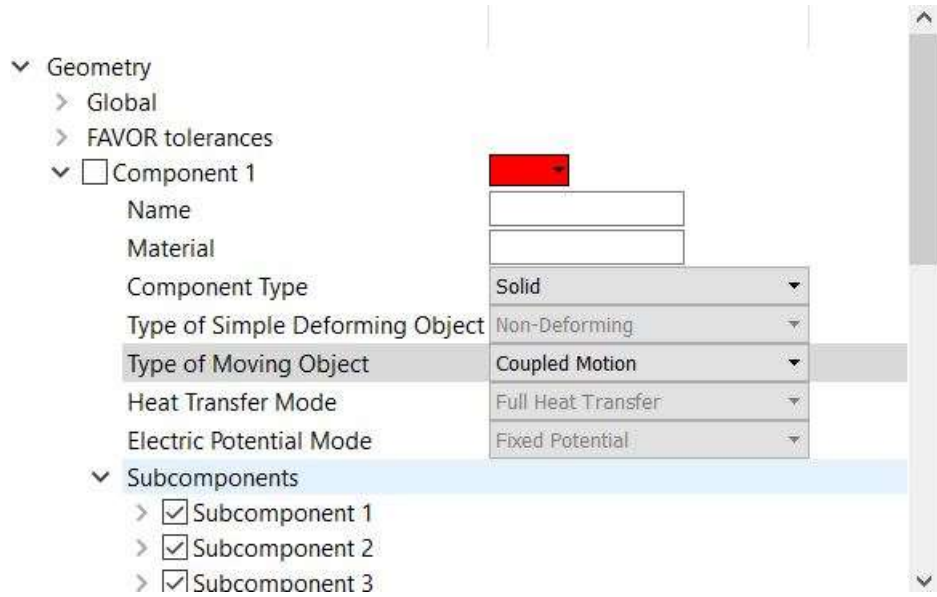 Geometry
Global
FAVOR tolerances
Component 1
Name
Material
Component Type Solid
Type of Simple Deforming Object Non-Deforming
Type of Moving Object Coupled Motion
Heat Transfer Mode Full Heat Transfer
Electric Potential Mode Fixed Potential
Subcomponents
Subcomponent 1
Subcomponent 2
Subcomponent 3